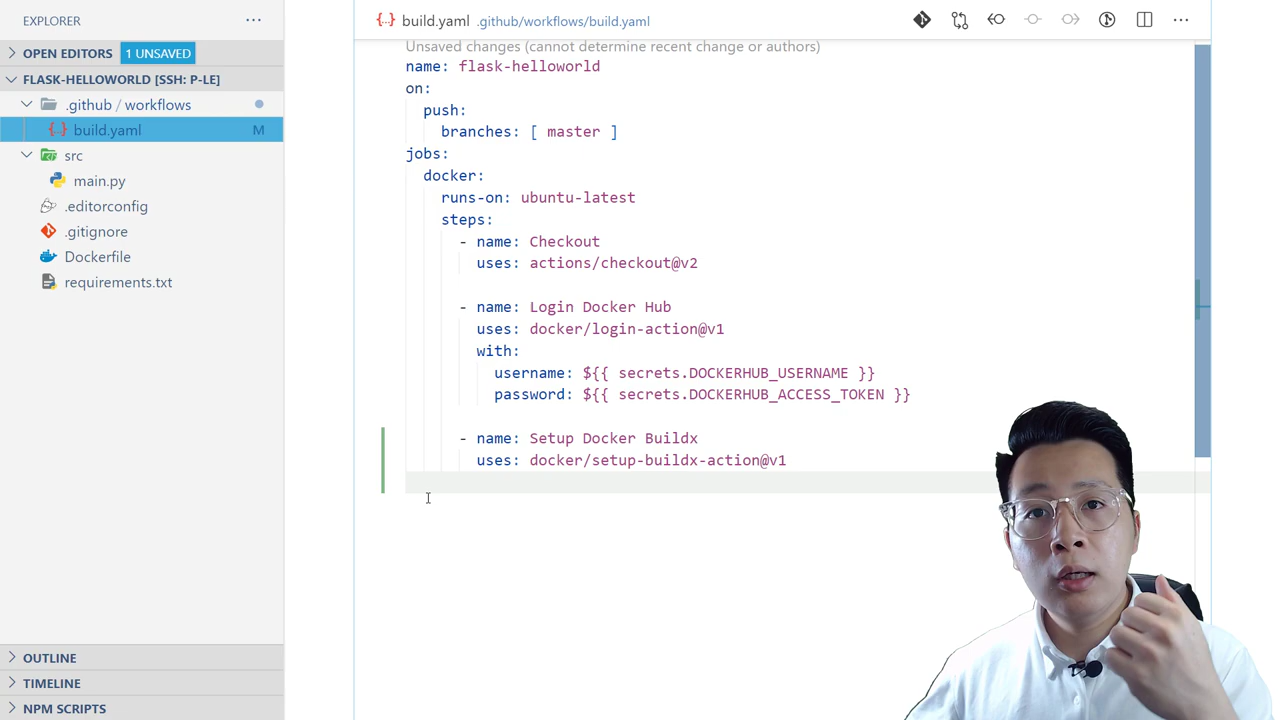 EXPLORER
OPEN EDITORS 1 UNSAVED
FLASK-HELLOWORLD [SSH: P-LE]
.github / workflows
build.yaml M
src
main.py
.editorconfig
.gitignore
Dockerfile
requirements.txt
OUTLINE
TIMELINE
NPM SCRIPTS
build.yaml .github/workflows/build.yaml
Unsaved changes (cannot determine recent change or authors)
name: flask-helloworld
on:
push:
branches: [ master ]
jobs:
docker:
runs-on: ubuntu-latest
steps:
- name: Checkout
uses: actions/checkout@v2
- name: Login Docker Hub
uses: docker/login-action@v1
with:
username: ${{ secrets.DOCKERHUB_USERNAME }}
password: ${{ secrets.DOCKERHUB_ACCESS_TOKEN }}
- name: Setup Docker Buildx
uses: docker/setup-buildx-action@v1